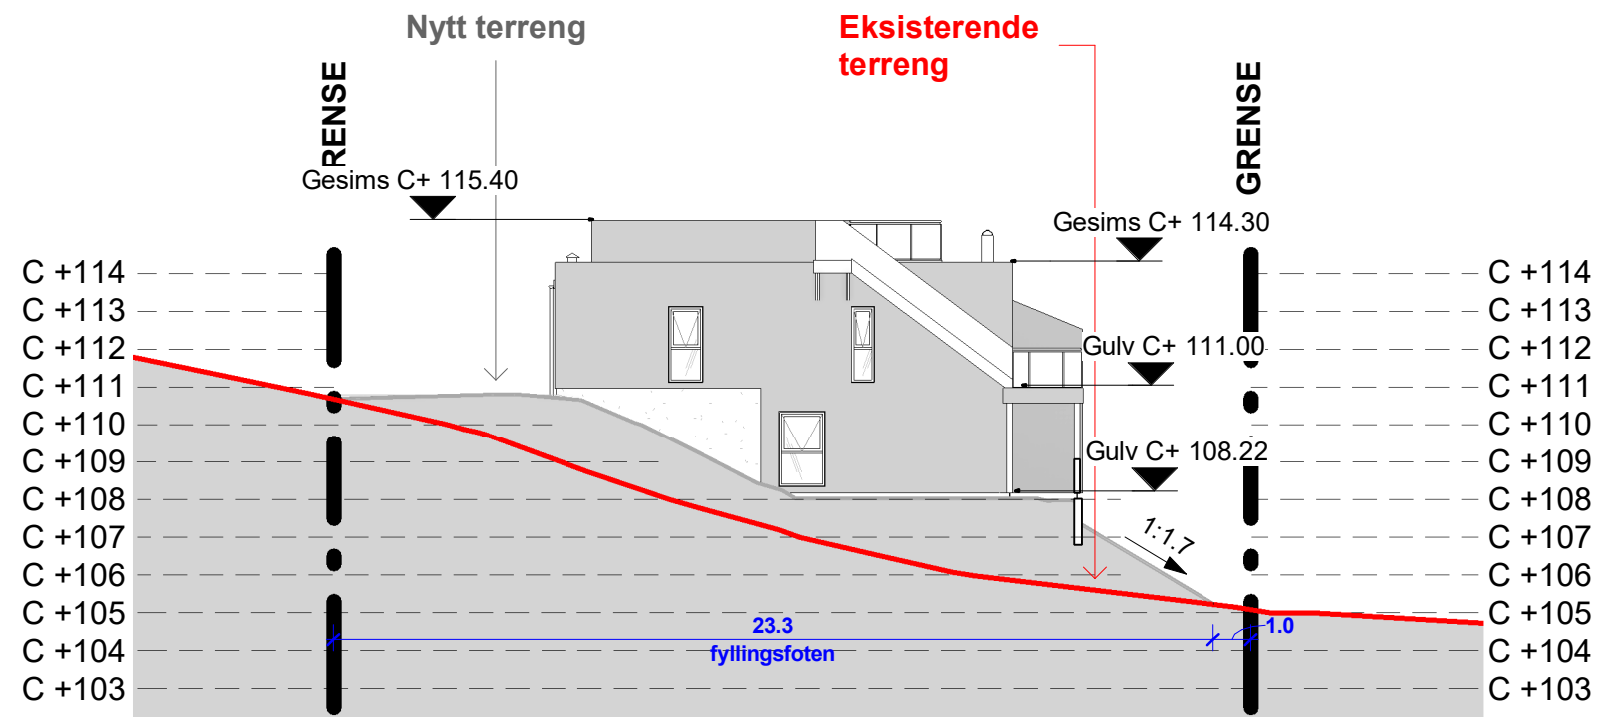 Nytt terreng
Eksisterende
terreng
RENSE
GRENSE
Gesims C+ 115.40
Gesims C+ 114.30
Gulv C+ 111.00
Gulv C+ 108.22
1:1.7
C +114
C +113
C +112
C +111
C +110
C +109
C +108
C +107
C +106
C +105
C +104
C +103
C +114
C +113
C +112
C +111
C +110
C +109
C +108
C +107
C +106
C +105
C +104
C +103
23.3
fyllingsfoten
1.0